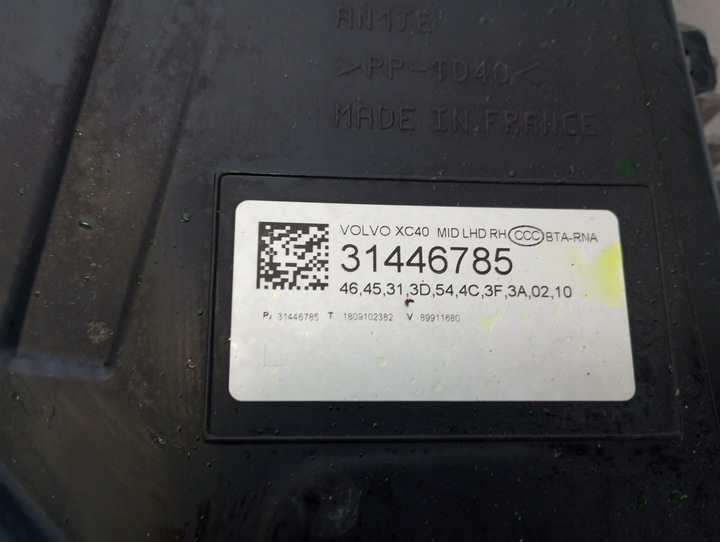 AN1JE
>PP-TD40<
MADE IN FRANCE
VOLVO XC40 MID LHD RH CCC BTA-RNA
31446785
46,45,31,3D,54,4C,3F,3A,02,10
P/ 31446785 T 1809102382 V 89911680